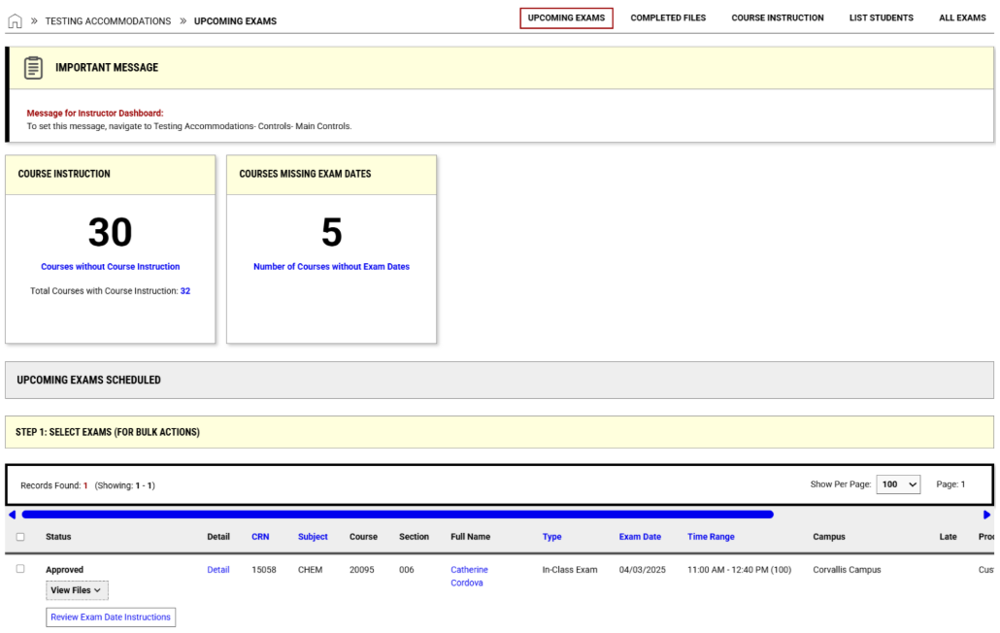 » TESTING ACCOMMODATIONS » UPCOMING EXAMS
UPCOMING EXAMS COMPLETED FILES COURSE INSTRUCTION LIST STUDENTS ALL EXAMS
IMPORTANT MESSAGE
Message for Instructor Dashboard:
To set this message, navigate to Testing Accommodations- Controls- Main Controls.
COURSE INSTRUCTION
30
Courses without Course Instruction
Total Courses with Course Instruction: 32
COURSES MISSING EXAM DATES
5
Number of Courses without Exam Dates
UPCOMING EXAMS SCHEDULED
STEP 1: SELECT EXAMS (FOR BULK ACTIONS)
Records Found: 1 (Showing: 1 - 1) Show Per Page: 100 Page: 1
Status Detail CRN Subject Course Section Full Name Type Exam Date Time Range Campus Late Pro
Approved Detail 15058 CHEM 20095 006 Catherine In-Class Exam 04/03/2025 11:00 AM - 12:40 PM (100) Corvallis Campus Cus
Cordova
View Files
Review Exam Date Instructions